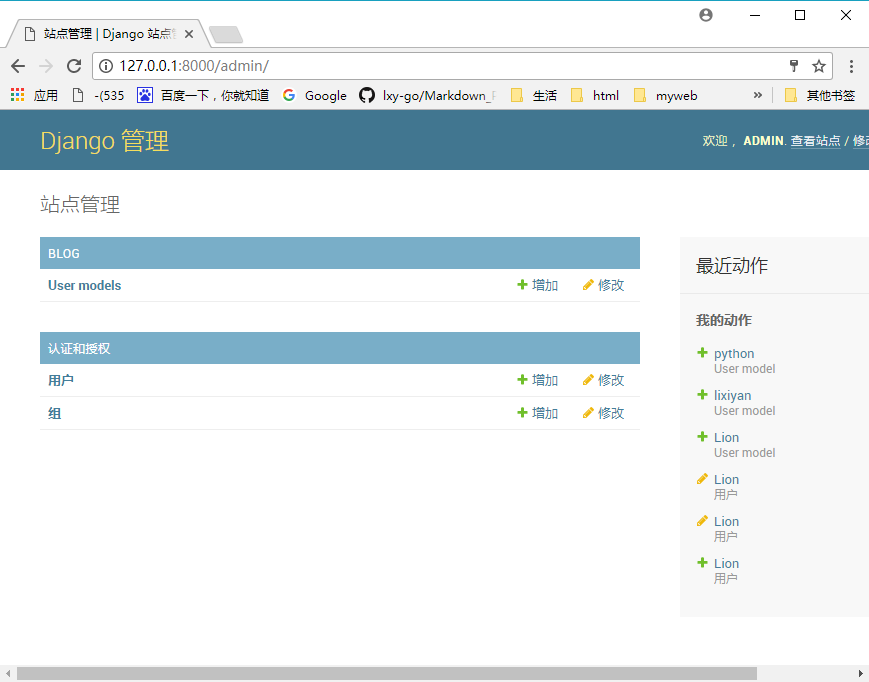 站点管理 | Django 站点
127.0.0.1:8000/admin/
应用 -(535 百度一下，你就知道 Google lxy-go/Markdown_ 生活 html myweb » 其他书签
Django 管理
欢迎， ADMIN. 查看站点 / 修改
站点管理
BLOG
User models 增加 修改
认证和授权
用户 增加 修改
组 增加 修改
最近动作
我的动作
python
User model
lixiyan
User model
Lion
User model
Lion
用户
Lion
用户
Lion
用户